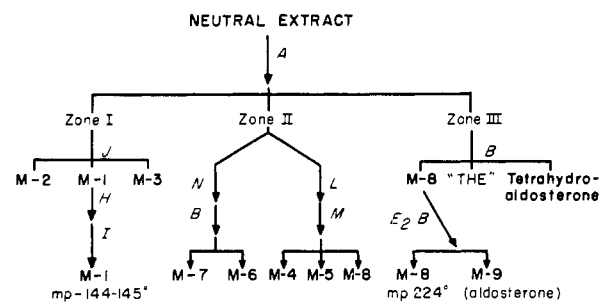 NEUTRAL EXTRACT
A
Zone I
Zone II
Zone III
J
N
L
B
M-2 M-1 M-3
M-8 "THE" Tetrahydro-
aldosterone
H
B
M
E2 B
I
M-1
M-7 M-6 M-4 M-5 M-8 M-8 M-9
mp-144-145°
mp 224° (aldosterone)